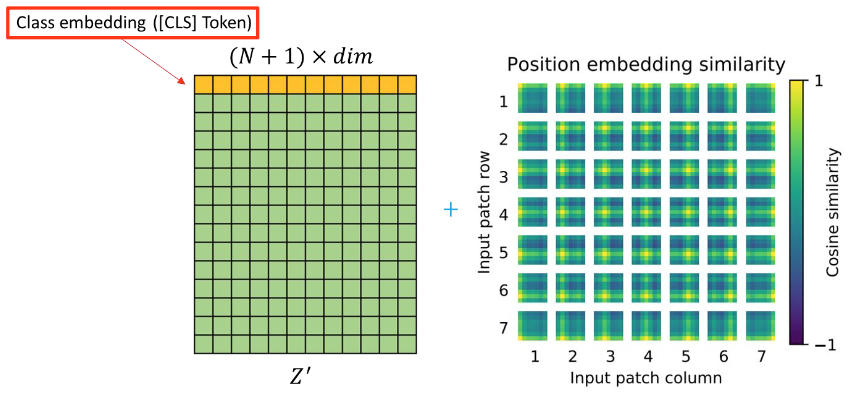 Class embedding ([CLS] Token)
(N + 1) × dim
Z′
+
Position embedding similarity
Input patch row
1
2
3
4
5
6
7
1 2 3 4 5 6 7
Input patch column
1
−1
Cosine similarity